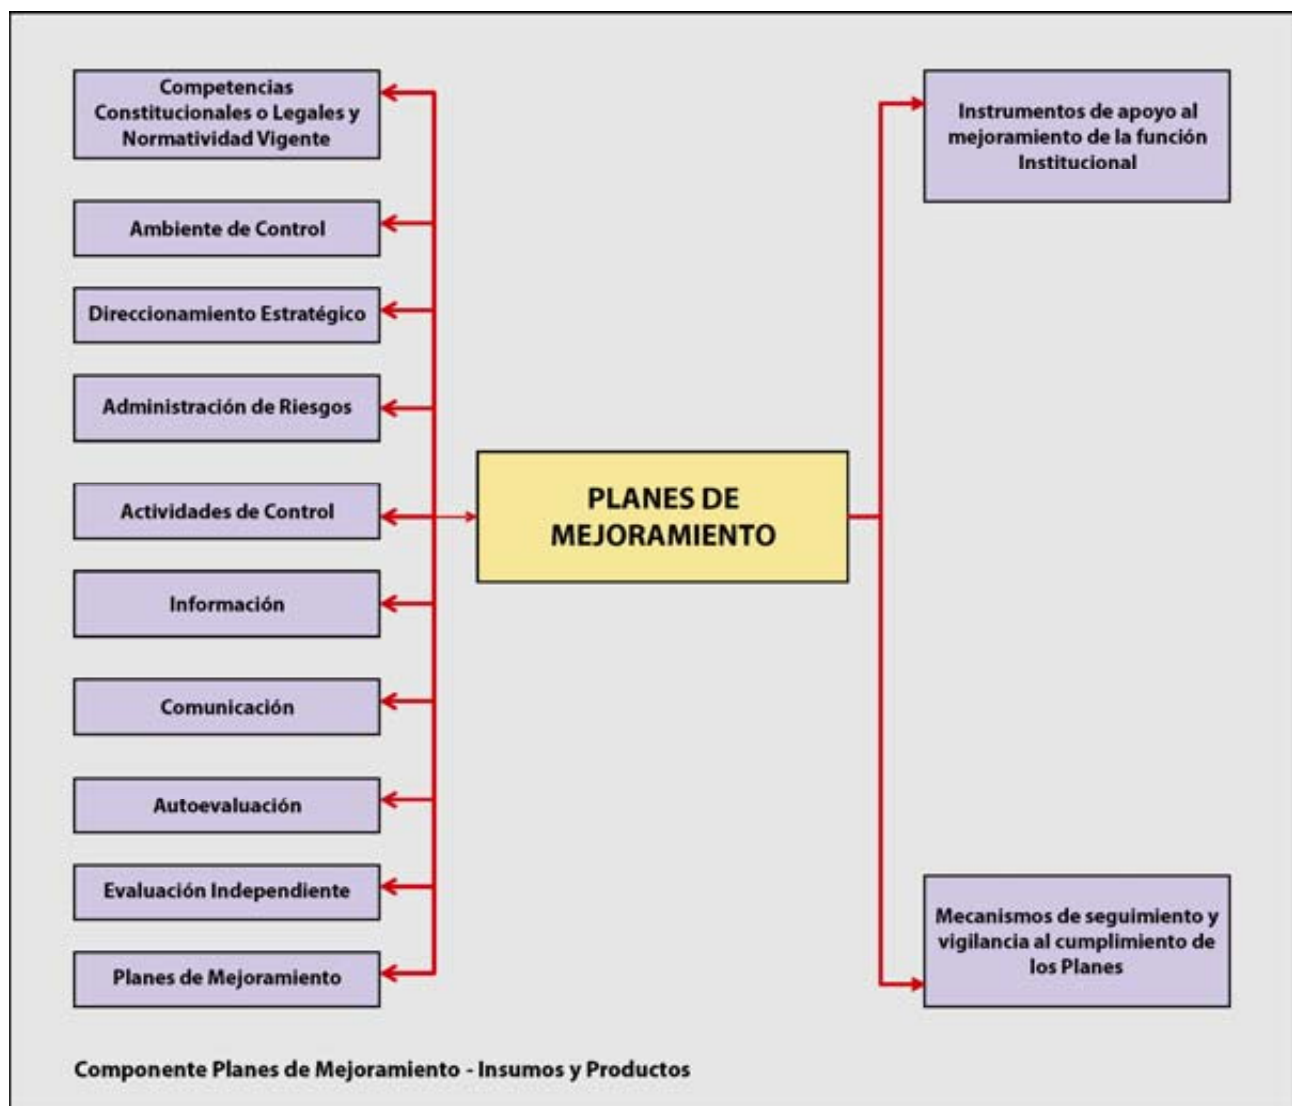 Competencias
Constitucionales o Legales y
Normatividad Vigente
Ambiente de Control
Direccionamiento Estratégico
Administración de Riesgos
Actividades de Control
Información
Comunicación
Autoevaluación
Evaluación Independiente
Planes de Mejoramiento
PLANES DE
MEJORAMIENTO
Instrumentos de apoyo al
mejoramiento de la función
Institucional
Mecanismos de seguimiento y
vigilancia al cumplimiento de
los Planes
Componente Planes de Mejoramiento - Insumos y Productos